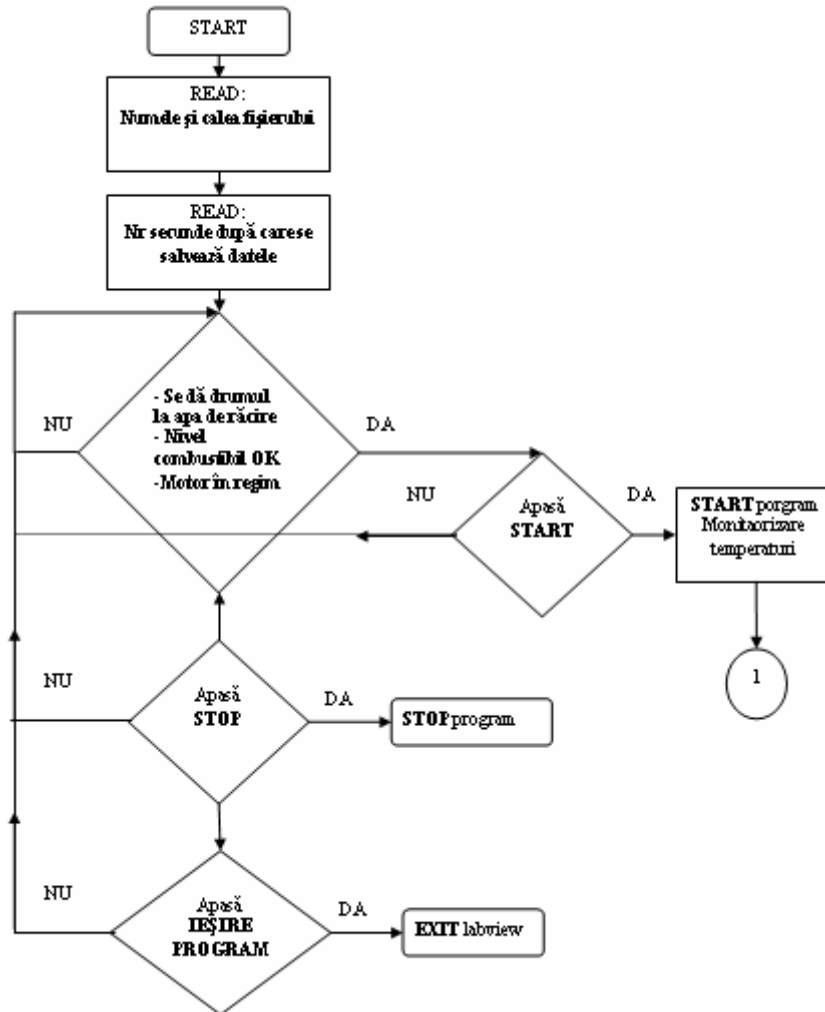 START
READ:
Numele şi calea fişierului
READ:
Nr secunde după care se
salvează datele
- Se dă drumul
la apa de răcire
- Nivel
combustibil OK
-Motor în regim
NU
DA
Apasă
START
NU
DA
START porgram
Monitaorizare
temperaturi
1
Apasă
STOP
NU
DA
STOP program
Apasă
IEŞIRE
PROGRAM
NU
DA
EXIT labview